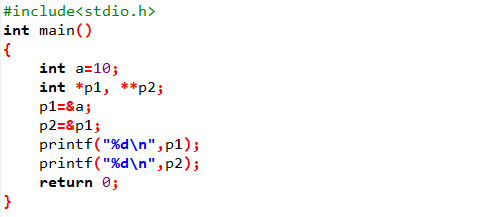 #include<stdio.h>
int main()
{
    int a=10;
    int *p1, **p2;
    p1=&a;
    p2=&p1;
    printf("%d\n",p1);
    printf("%d\n",p2);
    return 0;
}